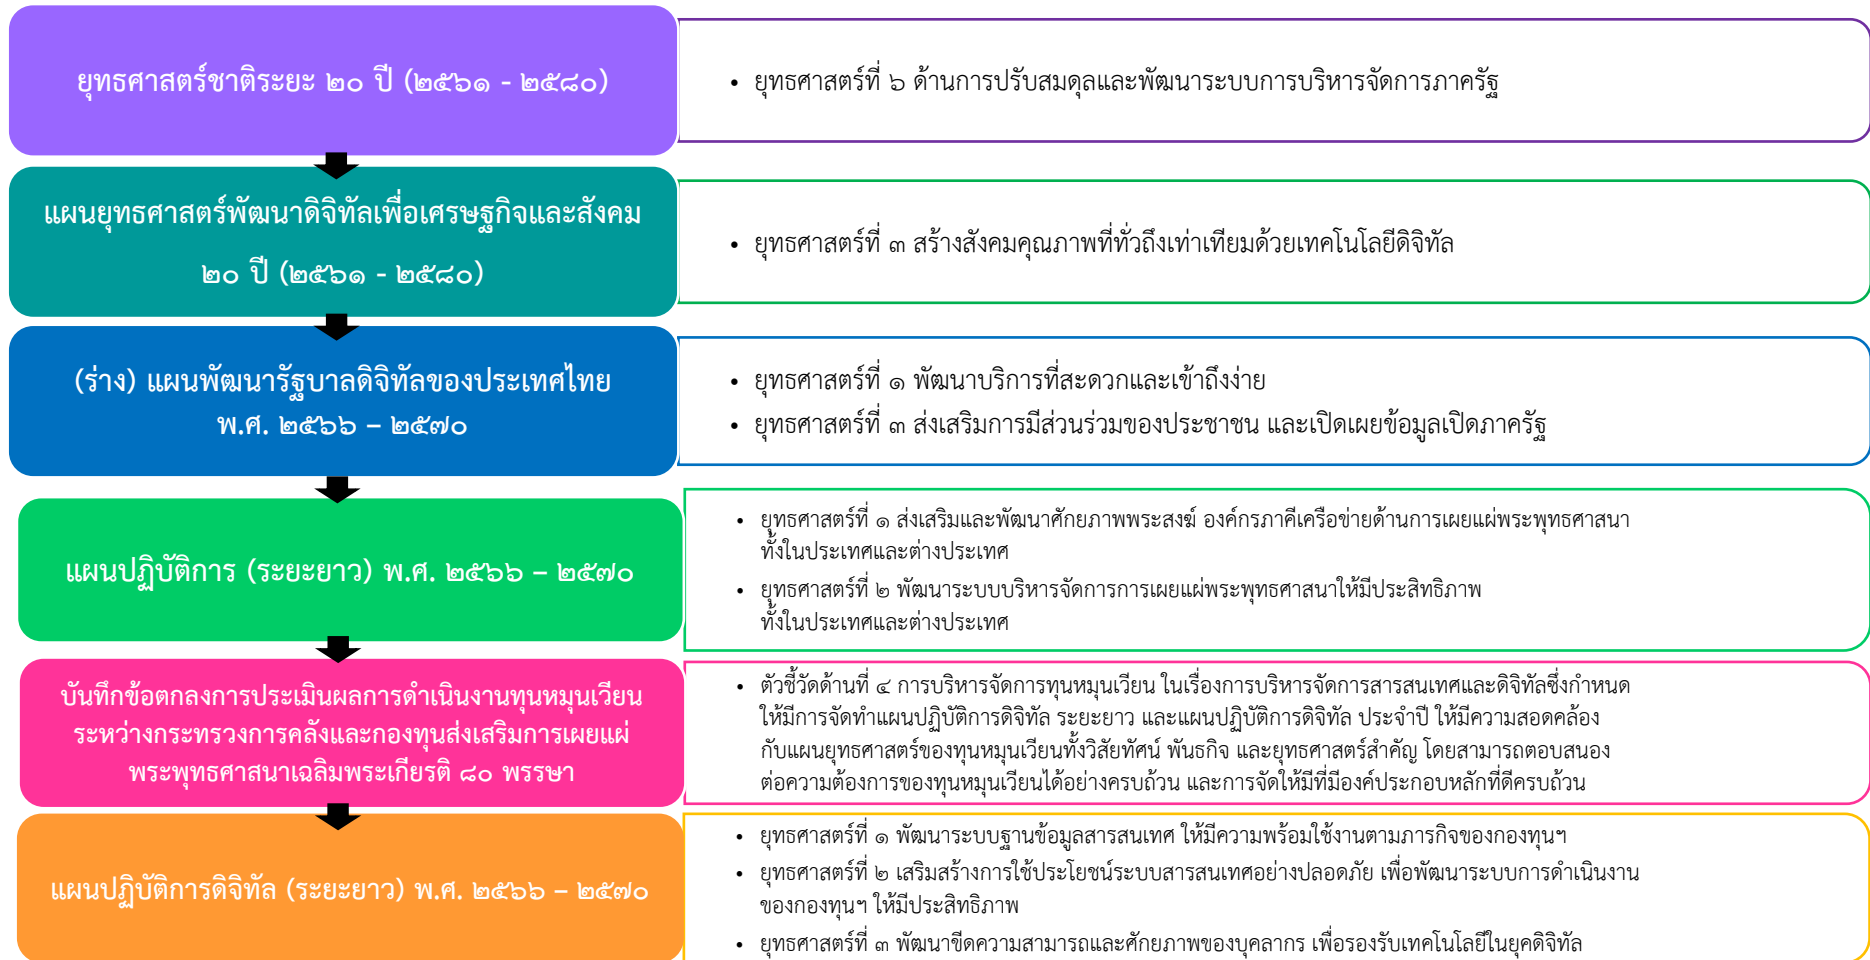 ยุทธศาสตร์ชาติระยะ ๒๐ ปี (๒๕๖๑ - ๒๕๘๐)
• ยุทธศาสตร์ที่ ๖ ด้านการปรับสมดุลและพัฒนาระบบการบริหารจัดการภาครัฐ
แผนยุทธศาสตร์พัฒนาดิจิทัลเพื่อเศรษฐกิจและสังคม
๒๐ ปี (๒๕๖๑ - ๒๕๘๐)
• ยุทธศาสตร์ที่ ๓ สร้างสังคมคุณภาพที่ทั่วถึงเท่าเทียมด้วยเทคโนโลยีดิจิทัล
(ร่าง) แผนพัฒนารัฐบาลดิจิทัลของประเทศไทย
พ.ศ. ๒๕๖๖ – ๒๕๗๐
• ยุทธศาสตร์ที่ ๑ พัฒนาบริการที่สะดวกและเข้าถึงง่าย
• ยุทธศาสตร์ที่ ๓ ส่งเสริมการมีส่วนร่วมของประชาชน และเปิดเผยข้อมูลเปิดภาครัฐ
แผนปฏิบัติการ (ระยะยาว) พ.ศ. ๒๕๖๖ – ๒๕๗๐
• ยุทธศาสตร์ที่ ๑ ส่งเสริมและพัฒนาศักยภาพพระสงฆ์ องค์กรภาคีเครือข่ายด้านการเผยแผ่พระพุทธศาสนา
ทั้งในประเทศและต่างประเทศ
• ยุทธศาสตร์ที่ ๒ พัฒนาระบบบริหารจัดการการเผยแผ่พระพุทธศาสนาให้มีประสิทธิภาพ
ทั้งในประเทศและต่างประเทศ
บันทึกข้อตกลงการประเมินผลการดำเนินงานทุนหมุนเวียน
ระหว่างกระทรวงการคลังและกองทุนส่งเสริมการเผยแผ่
พระพุทธศาสนาเฉลิมพระเกียรติ ๘๐ พรรษา
• ตัวชี้วัดด้านที่ ๔ การบริหารจัดการทุนหมุนเวียน ในเรื่องการบริหารจัดการสารสนเทศและดิจิทัลซึ่งกำหนด
ให้มีการจัดทำแผนปฏิบัติการดิจิทัล ระยะยาว และแผนปฏิบัติการดิจิทัล ประจำปี ให้มีความสอดคล้อง
กับแผนยุทธศาสตร์ของทุนหมุนเวียนทั้งวิสัยทัศน์ พันธกิจ และยุทธศาสตร์สำคัญ โดยสามารถตอบสนอง
ต่อความต้องการของทุนหมุนเวียนได้อย่างครบถ้วน และการจัดให้มีที่มีองค์ประกอบหลักที่ดีครบถ้วน
แผนปฏิบัติการดิจิทัล (ระยะยาว) พ.ศ. ๒๕๖๖ – ๒๕๗๐
• ยุทธศาสตร์ที่ ๑ พัฒนาระบบฐานข้อมูลสารสนเทศ ให้มีความพร้อมใช้งานตามภารกิจของกองทุนฯ
• ยุทธศาสตร์ที่ ๒ เสริมสร้างการใช้ประโยชน์ระบบสารสนเทศอย่างปลอดภัย เพื่อพัฒนาระบบการดำเนินงาน
ของกองทุนฯ ให้มีประสิทธิภาพ
• ยุทธศาสตร์ที่ ๓ พัฒนาขีดความสามารถและศักยภาพของบุคลากร เพื่อรองรับเทคโนโลยีในยุคดิจิทัล